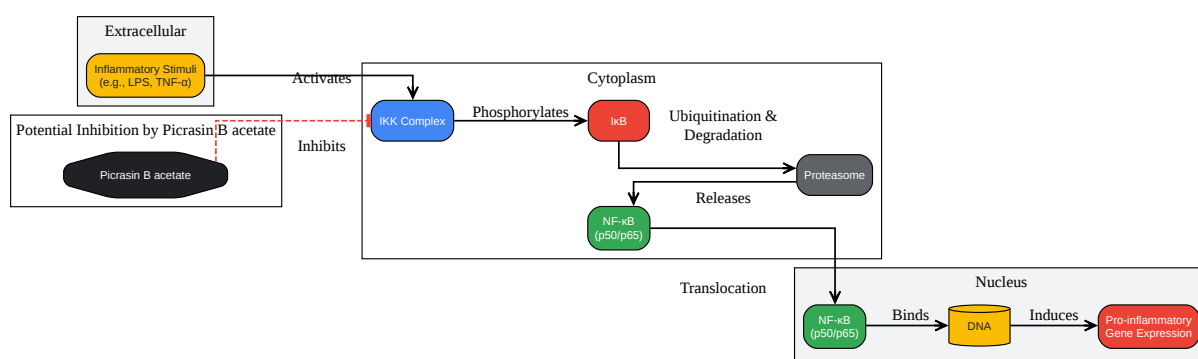 Extracellular
Inflammatory Stimuli
(e.g., LPS, TNF-α)
Activates
Potential Inhibition by Picrasin B acetate
Picrasin B acetate
Inhibits
Cytoplasm
IKK Complex
Phosphorylates
IκB
Ubiquitination &
Degradation
Proteasome
Releases
NF-κB
(p50/p65)
Translocation
Nucleus
NF-κB
(p50/p65)
Binds
DNA
Induces
Pro-inflammatory
Gene Expression